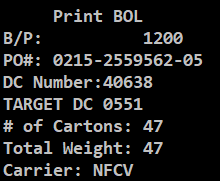 Print BOL
B/P: 1200
PO#: 0215-2559562-05
DC Number:40638
TARGET DC 0551
# of Cartons: 47
Total Weight: 47
Carrier: NFCV